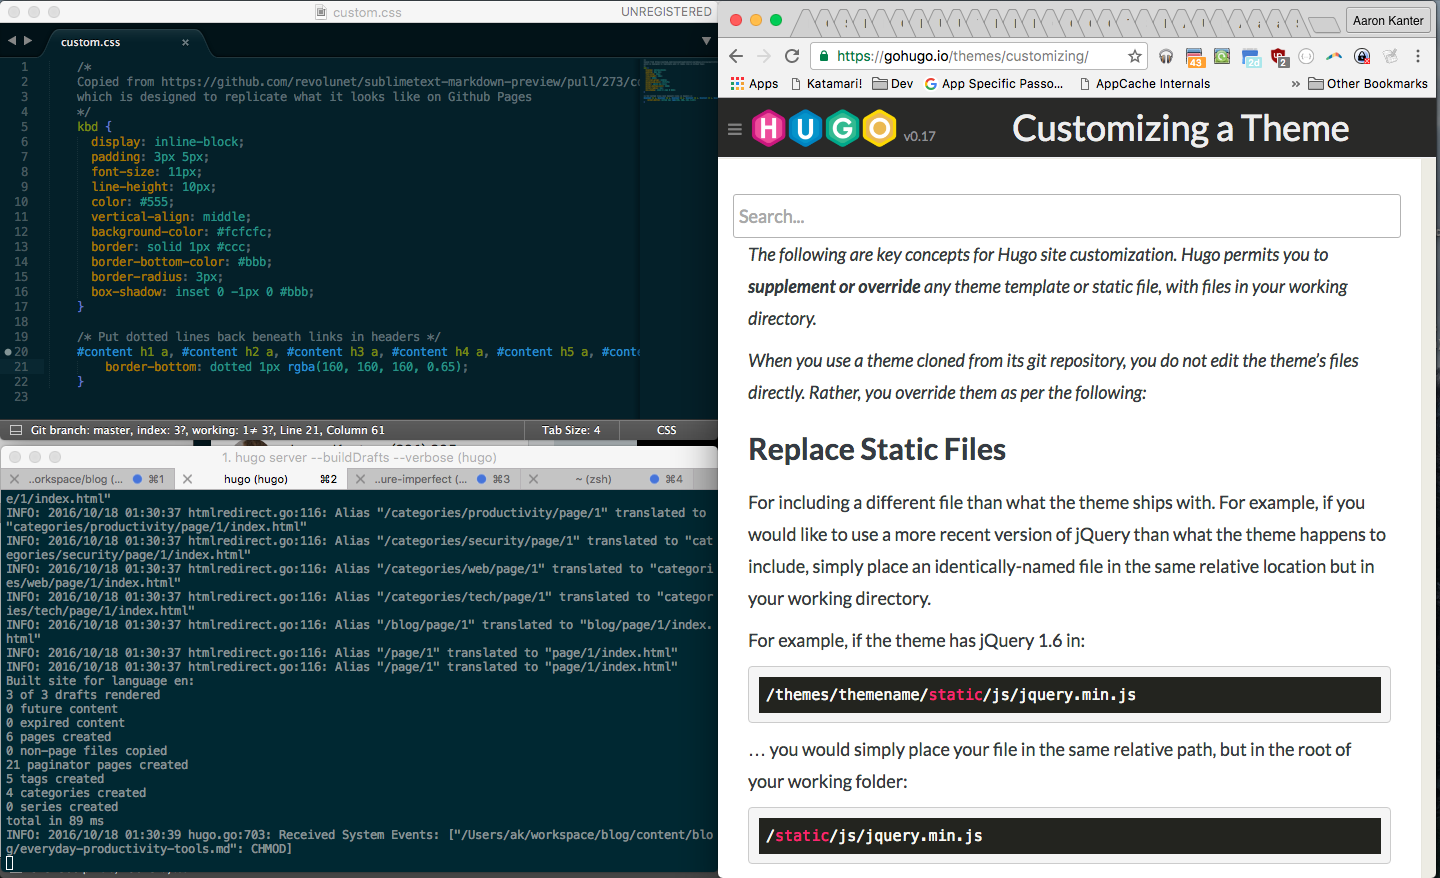 custom.css
UNREGISTERED
custom.css ×
1 /*
2 Copied from https://github.com/revolunet/sublimetext-markdown-preview/pull/273/c
3 which is designed to replicate what it looks like on Github Pages
4 */
5 kbd {
6 display: inline-block;
7 padding: 3px 5px;
8 font-size: 11px;
9 line-height: 10px;
10 color: #555;
11 vertical-align: middle;
12 background-color: #fcfcfc;
13 border: solid 1px #ccc;
14 border-bottom-color: #bbb;
15 border-radius: 3px;
16 box-shadow: inset 0 -1px 0 #bbb;
17 }
18
19 /* Put dotted lines back beneath links in headers */
20 #content h1 a, #content h2 a, #content h3 a, #content h4 a, #content h5 a, #cont
21 border-bottom: dotted 1px rgba(160, 160, 160, 0.65);
22 }
23
Git branch: master, index: 3?, working: 1≠ 3?, Line 21, Column 61
Tab Size: 4
CSS
1. hugo server --buildDrafts --verbose (hugo)
..orkspace/blog (... ⌘1
hugo (hugo) ⌘2
..ure-imperfect (... ⌘3
~ (zsh) ⌘4
e/1/index.html"
INFO: 2016/10/18 01:30:37 htmlredirect.go:116: Alias "/categories/productivity/page/1" translated to
"categories/productivity/page/1/index.html"
INFO: 2016/10/18 01:30:37 htmlredirect.go:116: Alias "/categories/security/page/1" translated to "cat
egories/security/page/1/index.html"
INFO: 2016/10/18 01:30:37 htmlredirect.go:116: Alias "/categories/web/page/1" translated to "categori
es/web/page/1/index.html"
INFO: 2016/10/18 01:30:37 htmlredirect.go:116: Alias "/categories/tech/page/1" translated to "categor
ies/tech/page/1/index.html"
INFO: 2016/10/18 01:30:37 htmlredirect.go:116: Alias "/blog/page/1" translated to "blog/page/1/index.
html"
INFO: 2016/10/18 01:30:37 htmlredirect.go:116: Alias "/page/1" translated to "page/1/index.html"
INFO: 2016/10/18 01:30:37 htmlredirect.go:116: Alias "/page/1" translated to "page/1/index.html"
Built site for language en:
3 of 3 drafts rendered
0 future content
0 expired content
6 pages created
0 non-page files copied
21 paginator pages created
5 tags created
4 categories created
0 series created
total in 89 ms
INFO: 2016/10/18 01:30:39 hugo.go:703: Received System Events: ["/Users/ak/workspace/blog/content/blo
g/everyday-productivity-tools.md": CHMOD]
Aaron Kanter
https://gohugo.io/themes/customizing/
43
2d
2
Apps
Katamari!
Dev
App Specific Passo...
AppCache Internals
»
Other Bookmarks
HUGO v0.17
Customizing a Theme
Search...
The following are key concepts for Hugo site customization. Hugo permits you to
supplement or override any theme template or static file, with files in your working
directory.
When you use a theme cloned from its git repository, you do not edit the theme's files
directly. Rather, you override them as per the following:
Replace Static Files
For including a different file than what the theme ships with. For example, if you
would like to use a more recent version of jQuery than what the theme happens to
include, simply place an identically-named file in the same relative location but in
your working directory.
For example, if the theme has jQuery 1.6 in:
/themes/themename/static/js/jquery.min.js
… you would simply place your file in the same relative path, but in the root of
your working folder:
/static/js/jquery.min.js